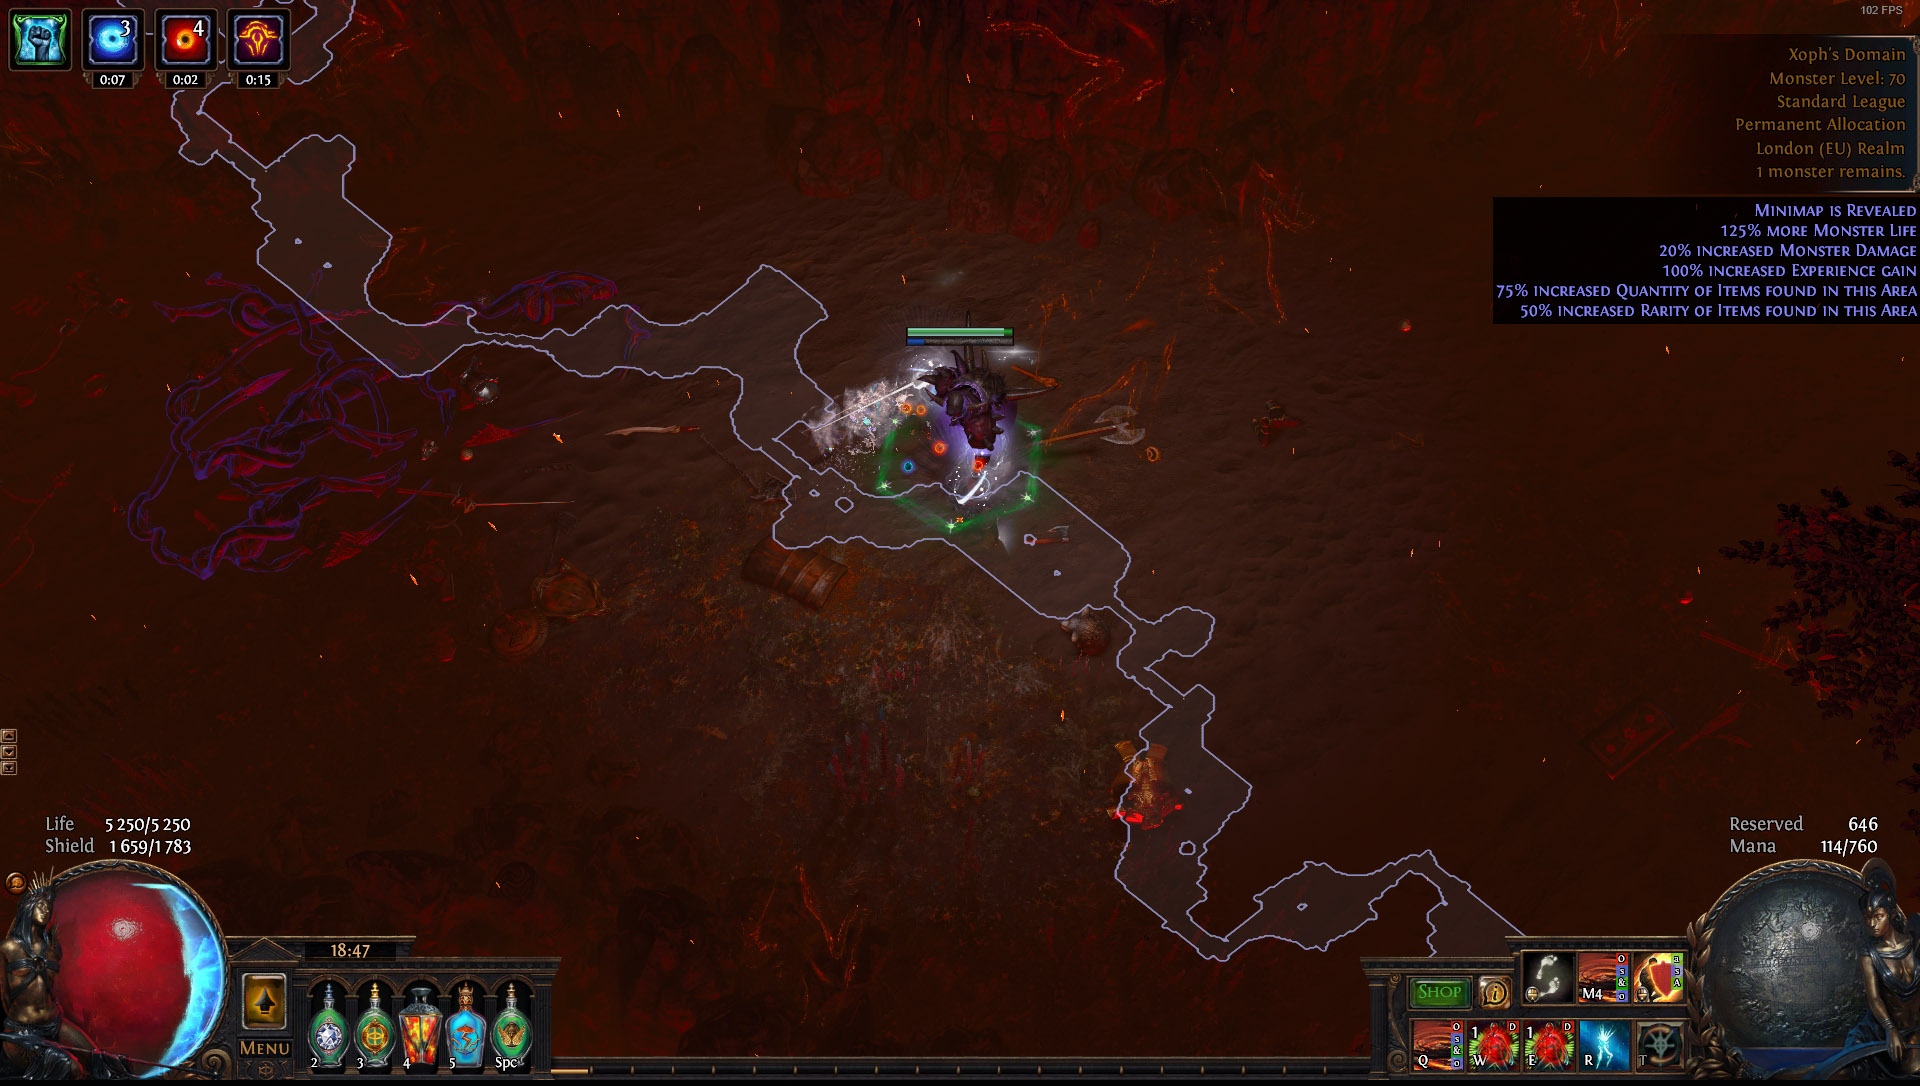 102 FPS
3
4
0:07
0:02
0:15
Xoph's Domain
Monster Level: 70
Standard League
Permanent Allocation
London (EU) Realm
1 monster remains.
Minimap is Revealed
125% more Monster Life
20% increased Monster Damage
100% increased Experience gain
75% increased Quantity of Items found in this Area
50% increased Rarity of Items found in this Area
Life 5 250/5 250
Shield 1 659/1 783
Reserved 646
Mana 114/760
18:47
Menu
2 3 4 5 Spc
Shop
M4
O
s
&
o
a
s
A
Q
O
s
&
o
1
D
W
1
D
E
R
T